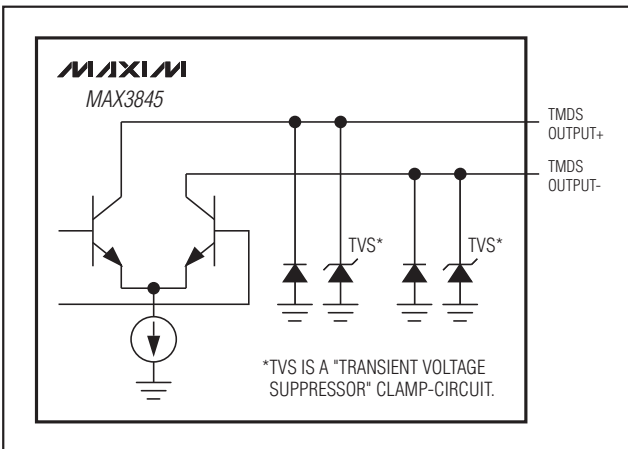 MAXIM
MAX3845
TMDS
OUTPUT+
TMDS
OUTPUT-
TVS*
TVS*
*TVS IS A "TRANSIENT VOLTAGE
SUPPRESSOR" CLAMP-CIRCUIT.